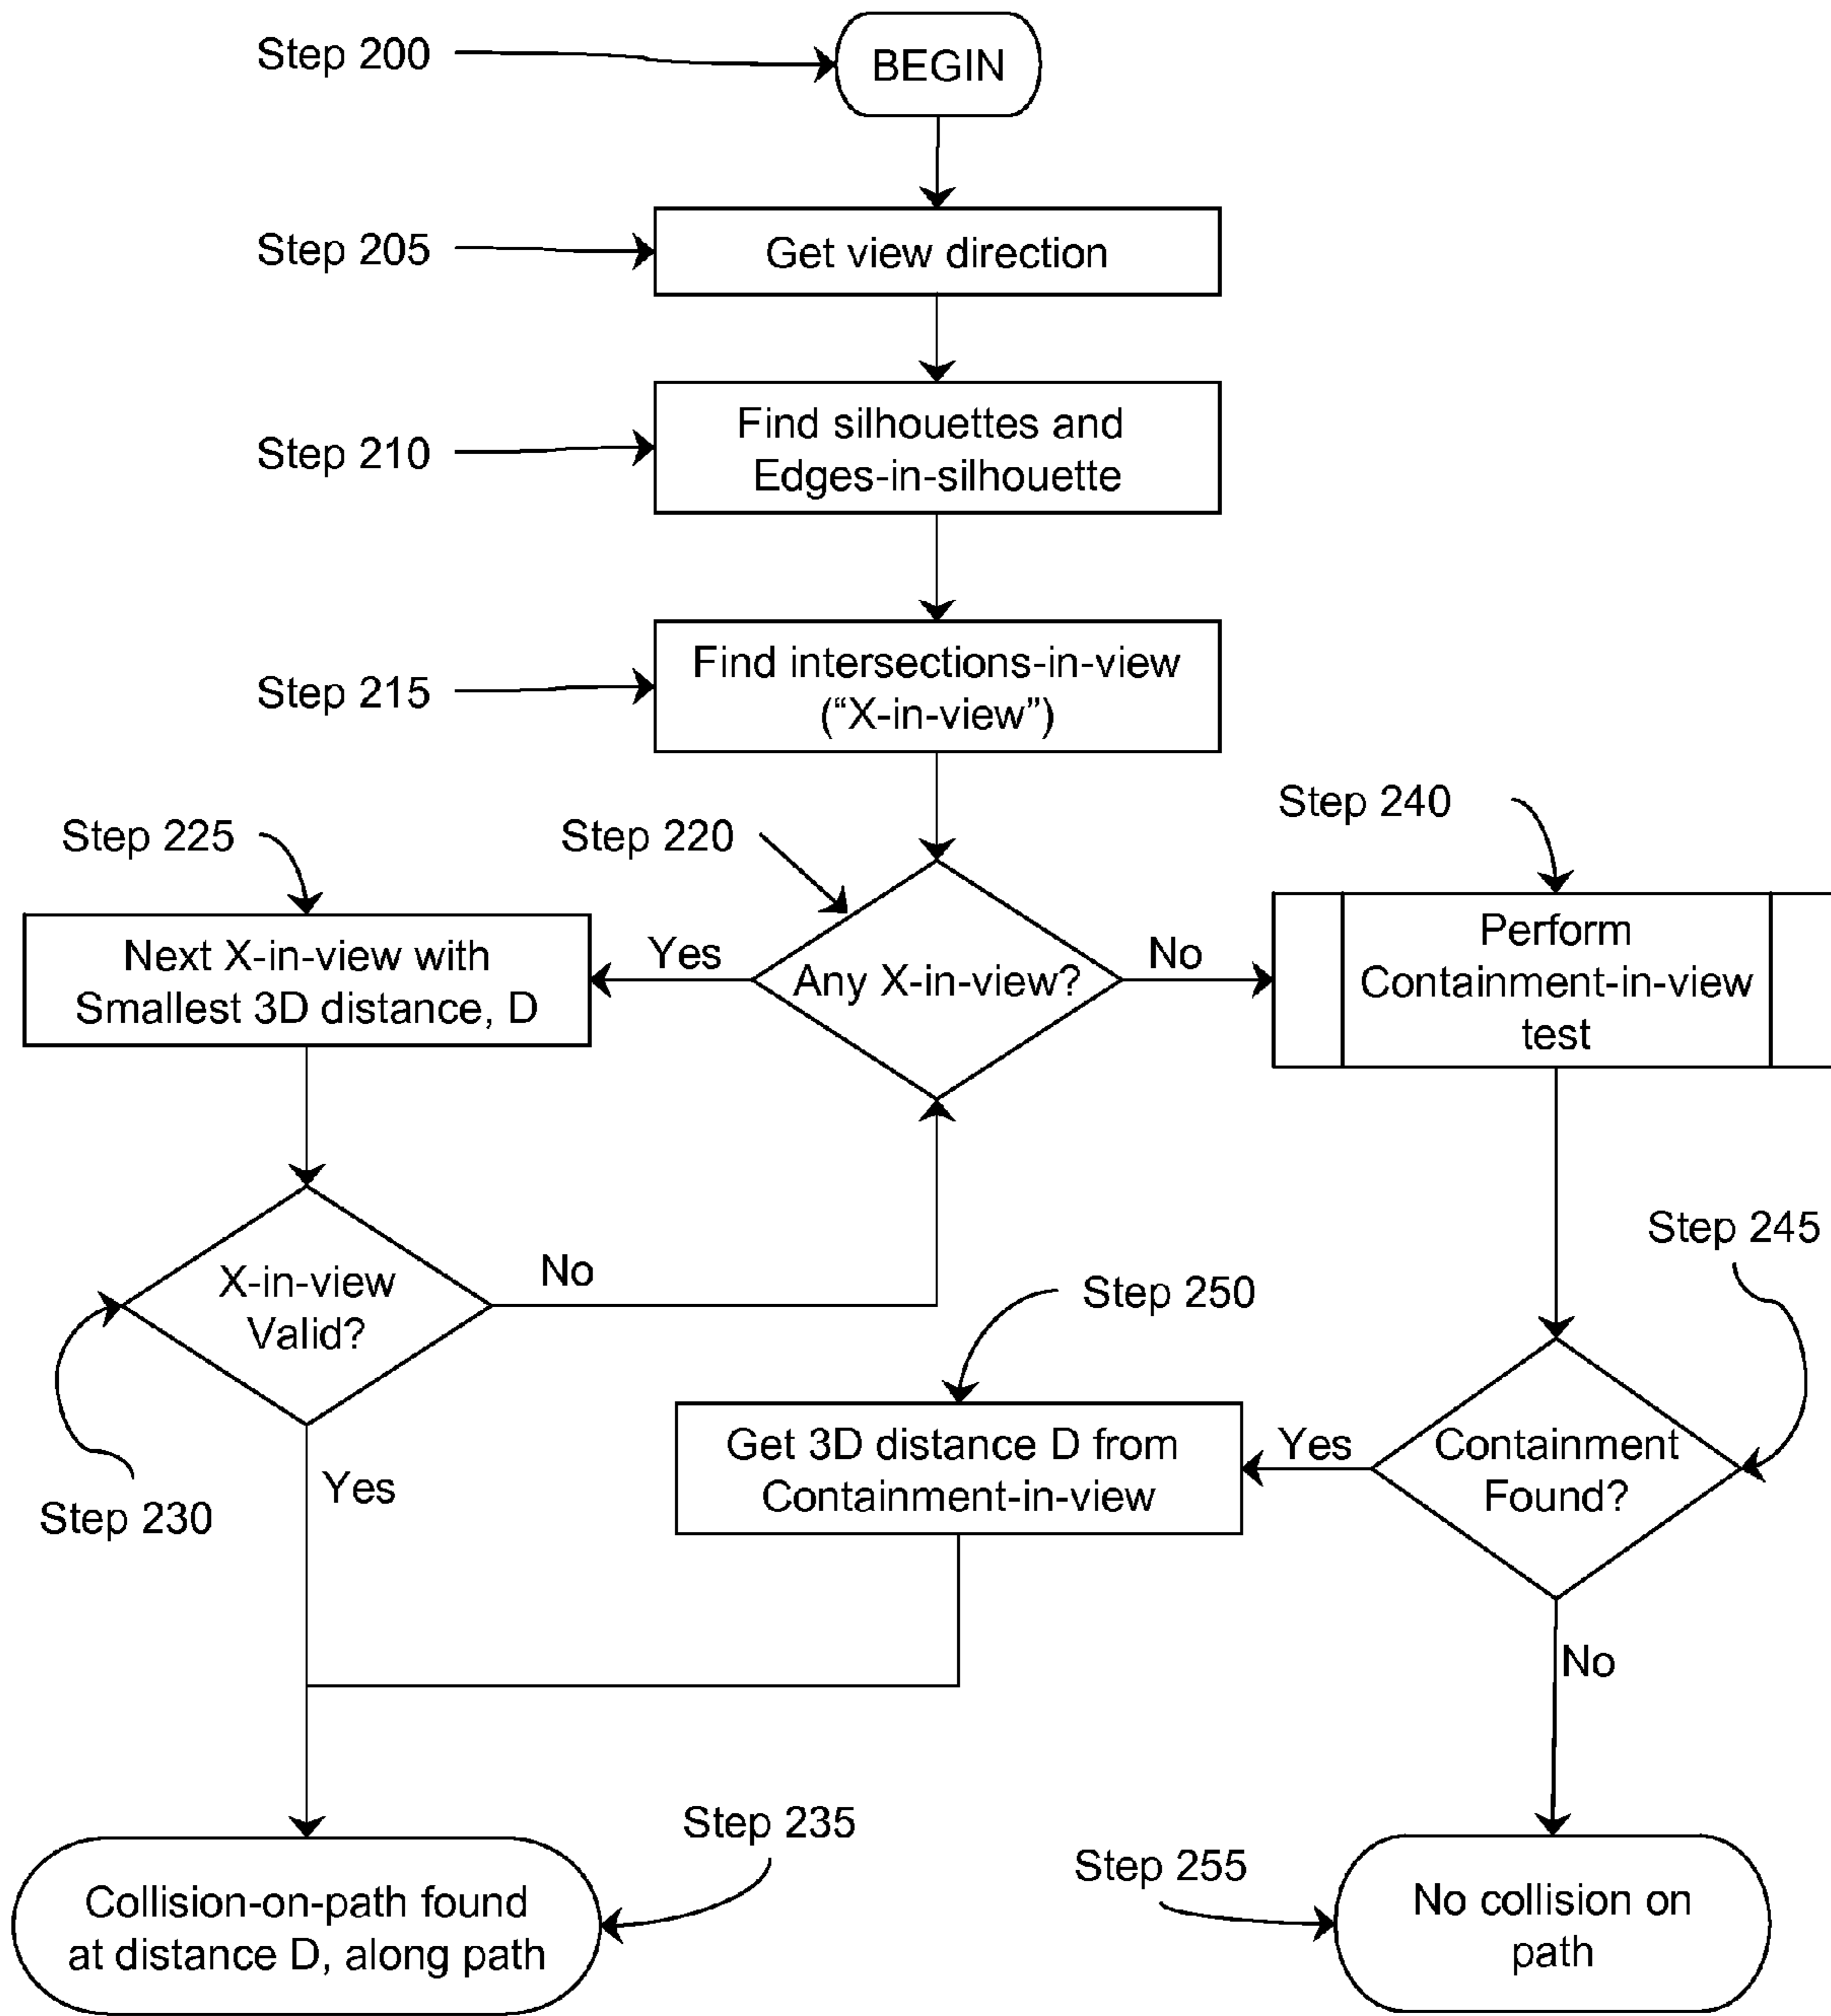 Step 200
BEGIN
Step 205
Get view direction
Step 210
Find silhouettes and
Edges-in-silhouette
Step 215
Find intersections-in-view
(“X-in-view”)
Step 240
Step 225
Step 220
Next X-in-view with
Smallest 3D distance, D
Yes
Any X-in-view?
No
Perform
Containment-in-view
test
Step 245
X-in-view
Valid?
No
Step 250
Step 230
Yes
Get 3D distance D from
Containment-in-view
Yes
Containment
Found?
No
Step 235
Step 255
Collision-on-path found
at distance D, along path
No collision on
path